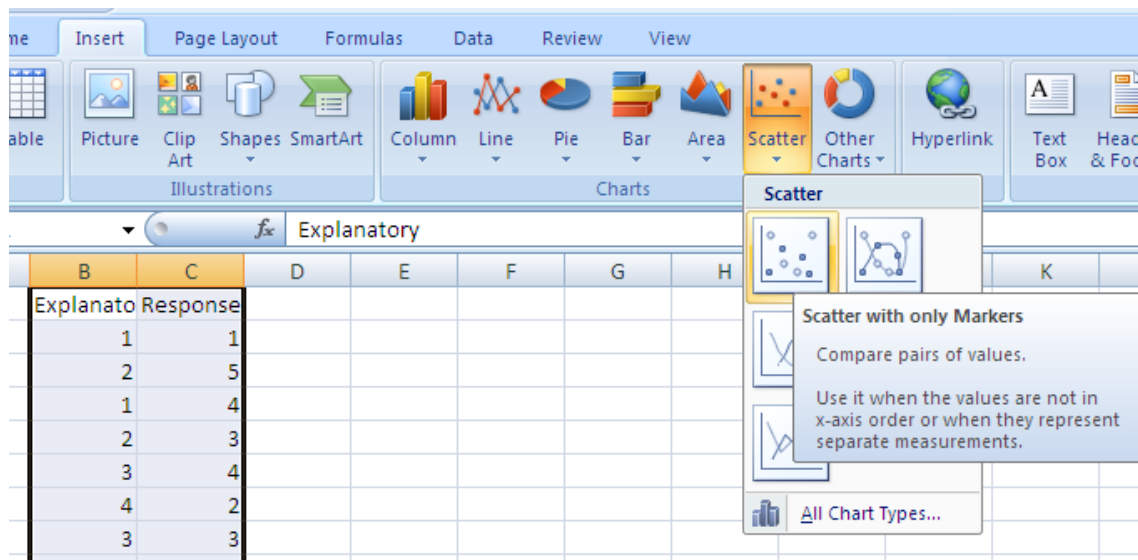 me Insert Page Layout Formulas Data Review View
able Picture Clip Art Shapes SmartArt Column Line Pie Bar Area Scatter Other Charts Hyperlink Text Box Head & Foo
Illustrations Charts
Scatter
fx Explanatory
B C D E F G H K
Explanato Response
1 1
2 5
1 4
2 3
3 4
4 2
3 3
Scatter with only Markers
Compare pairs of values.
Use it when the values are not in
x-axis order or when they represent
separate measurements.
All Chart Types...